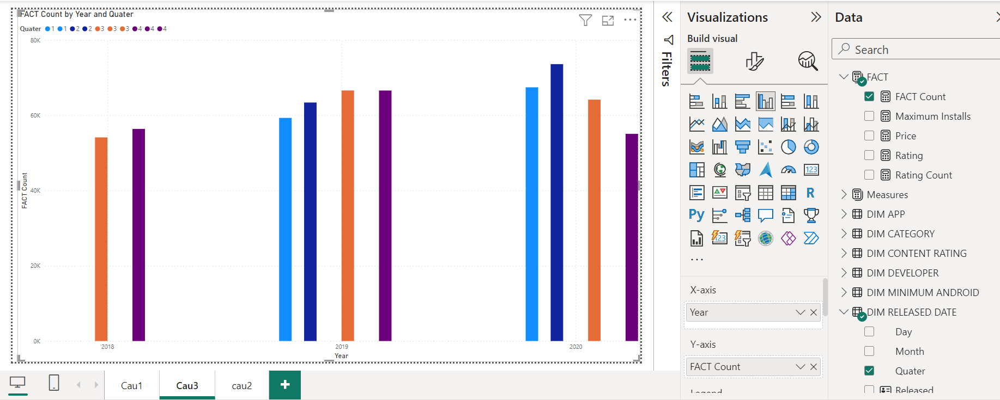 FACT Count by Year and Quater
Quater 1 1 2 2 3 3 3 4 4 4
80K
60K
40K
20K
0K
FACT Count
2018 2019 2020
Year
Cau1 Cau3 cau2 +
Filters
Visualizations
Build visual
123
R
Py
123
...
X-axis
Year
Y-axis
FACT Count
Legend
Data
Search
FACT
FACT Count
Maximum Installs
Price
Rating
Rating Count
Measures
DIM APP
DIM CATEGORY
DIM CONTENT RATING
DIM DEVELOPER
DIM MINIMUM ANDROID
DIM RELEASED DATE
Day
Month
Quater
Released